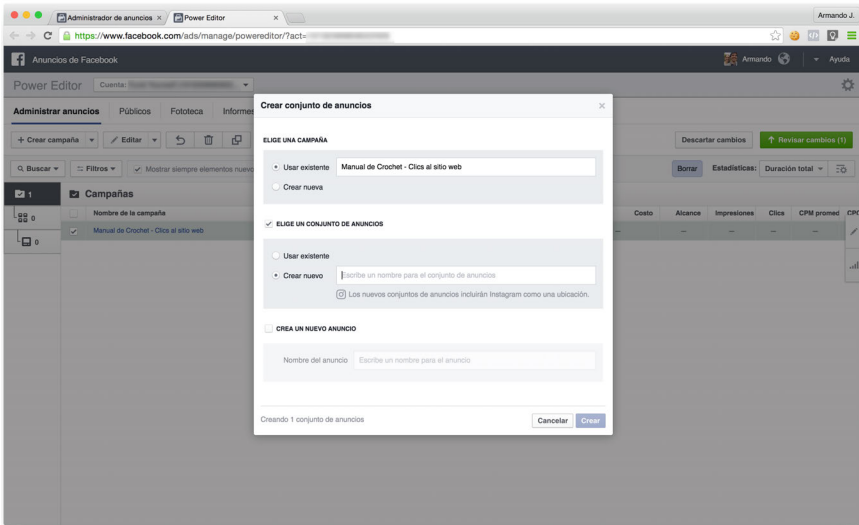 Administrador de anuncios
Power Editor
Armando J.
https://www.facebook.com/ads/manage/powereditor/?act=
Anuncios de Facebook
Armando
Ayuda
Power Editor
Cuenta:
Administrar anuncios
Públicos
Fototeca
Informes
+ Crear campaña
Editar
Descartar cambios
Revisar cambios (1)
Buscar
Filtros
Mostrar siempre elementos nuevo
Borrar
Estadísticas:
Duración total
1
Campañas
0
Nombre de la campaña
Costo
Alcance
Impresiones
Clics
CPM promed
CPC
Manual de Crochet - Clics al sitio web
0
Crear conjunto de anuncios
ELIGE UNA CAMPAÑA
Usar existente
Manual de Crochet - Clics al sitio web
Crear nueva
ELIGE UN CONJUNTO DE ANUNCIOS
Usar existente
Crear nuevo
Escribe un nombre para el conjunto de anuncios
Los nuevos conjuntos de anuncios incluirán Instagram como una ubicación.
CREA UN NUEVO ANUNCIO
Nombre del anuncio
Escribe un nombre para el anuncio
Creando 1 conjunto de anuncios
Cancelar
Crear